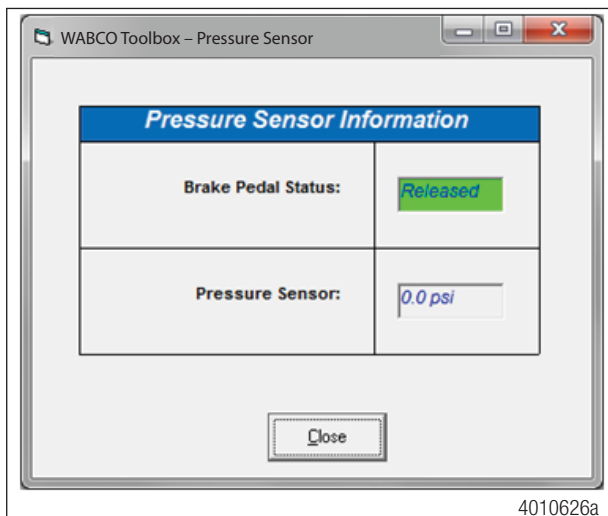 WABCO Toolbox – Pressure Sensor
Pressure Sensor Information
Brake Pedal Status: Released
Pressure Sensor: 0.0 psi
Close
4010626a